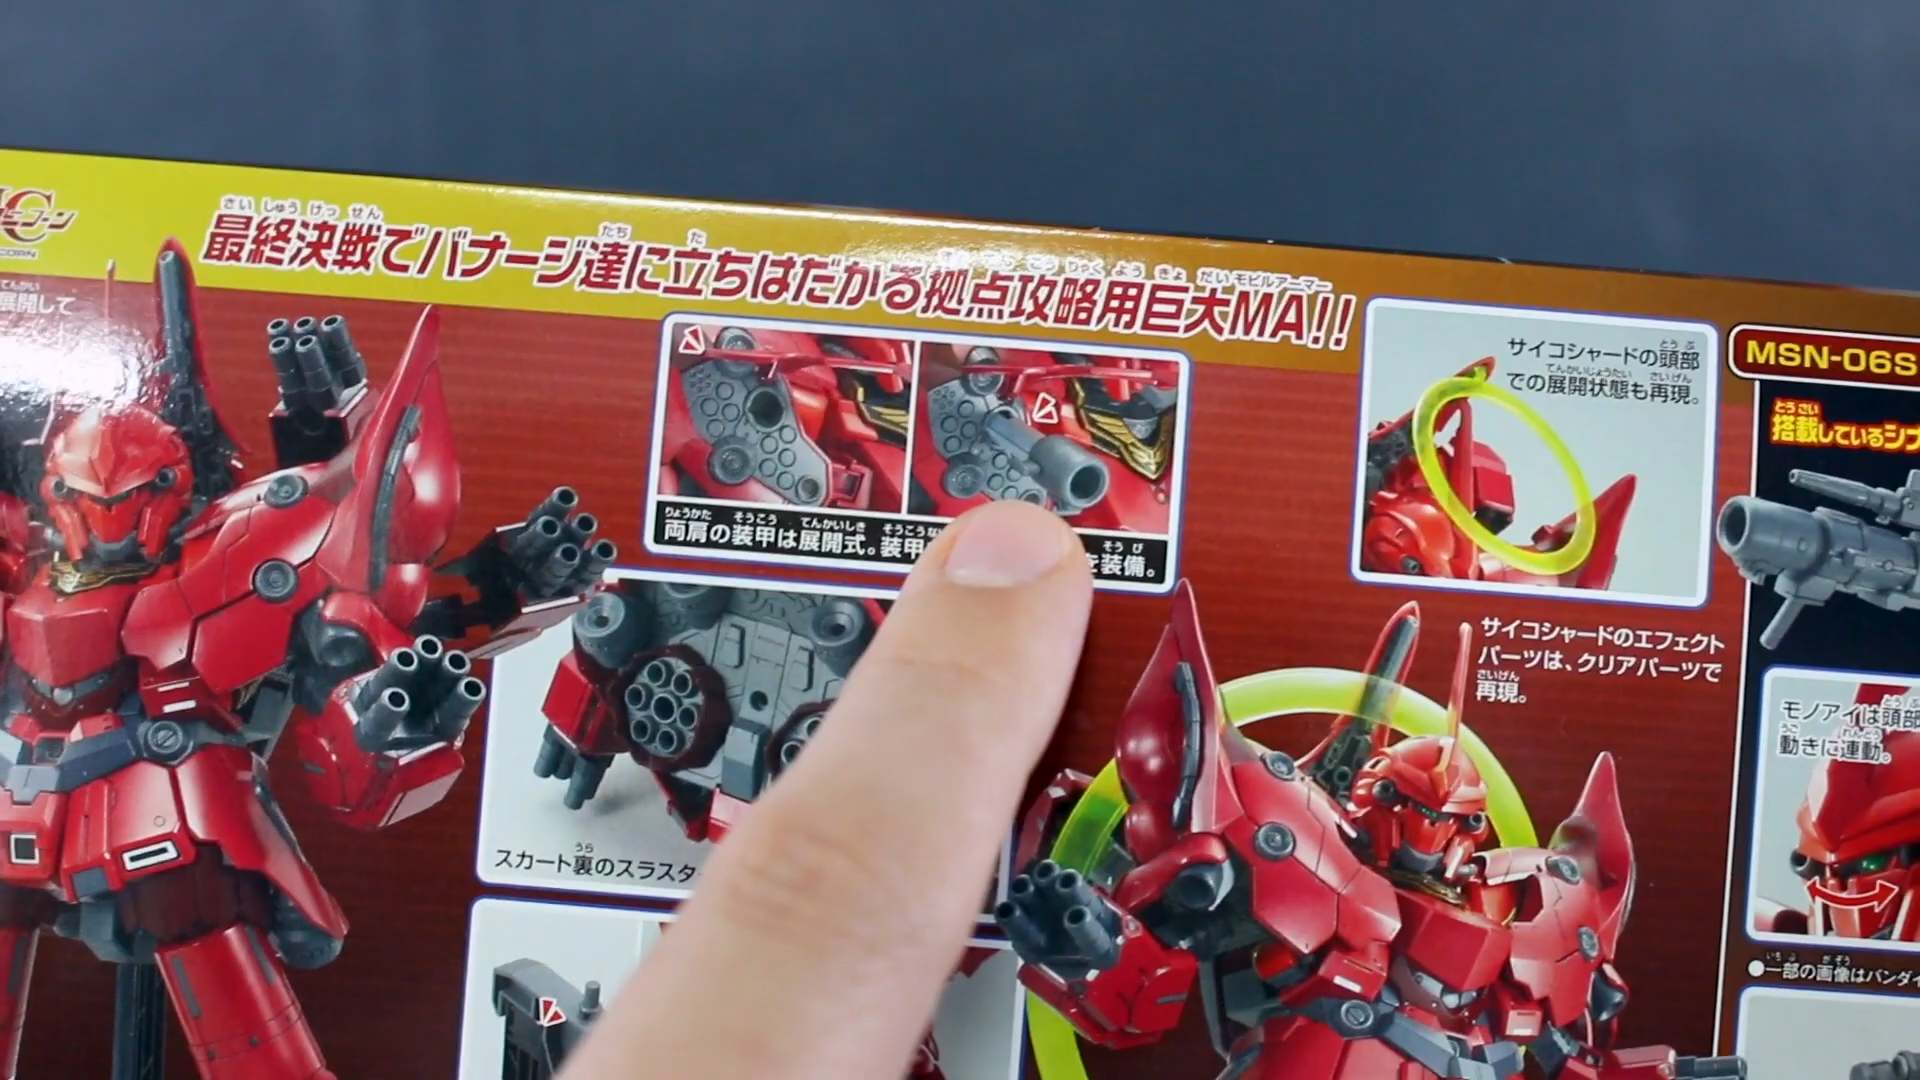 最終決戦でバナージ達に立ちはだかる拠点攻略用巨大MA!!
展開して
両肩の装甲は展開式。装甲
を装備。
サイコシャードの頭部
での展開状態も再現。
MSN-06S
搭載しているシナ
スカート裏のスラスタ
サイコシャードのエフェクト
パーツは、クリアパーツで
再現。
モノアイは頭部
動きに連動。
●一部の画像はバンダイ